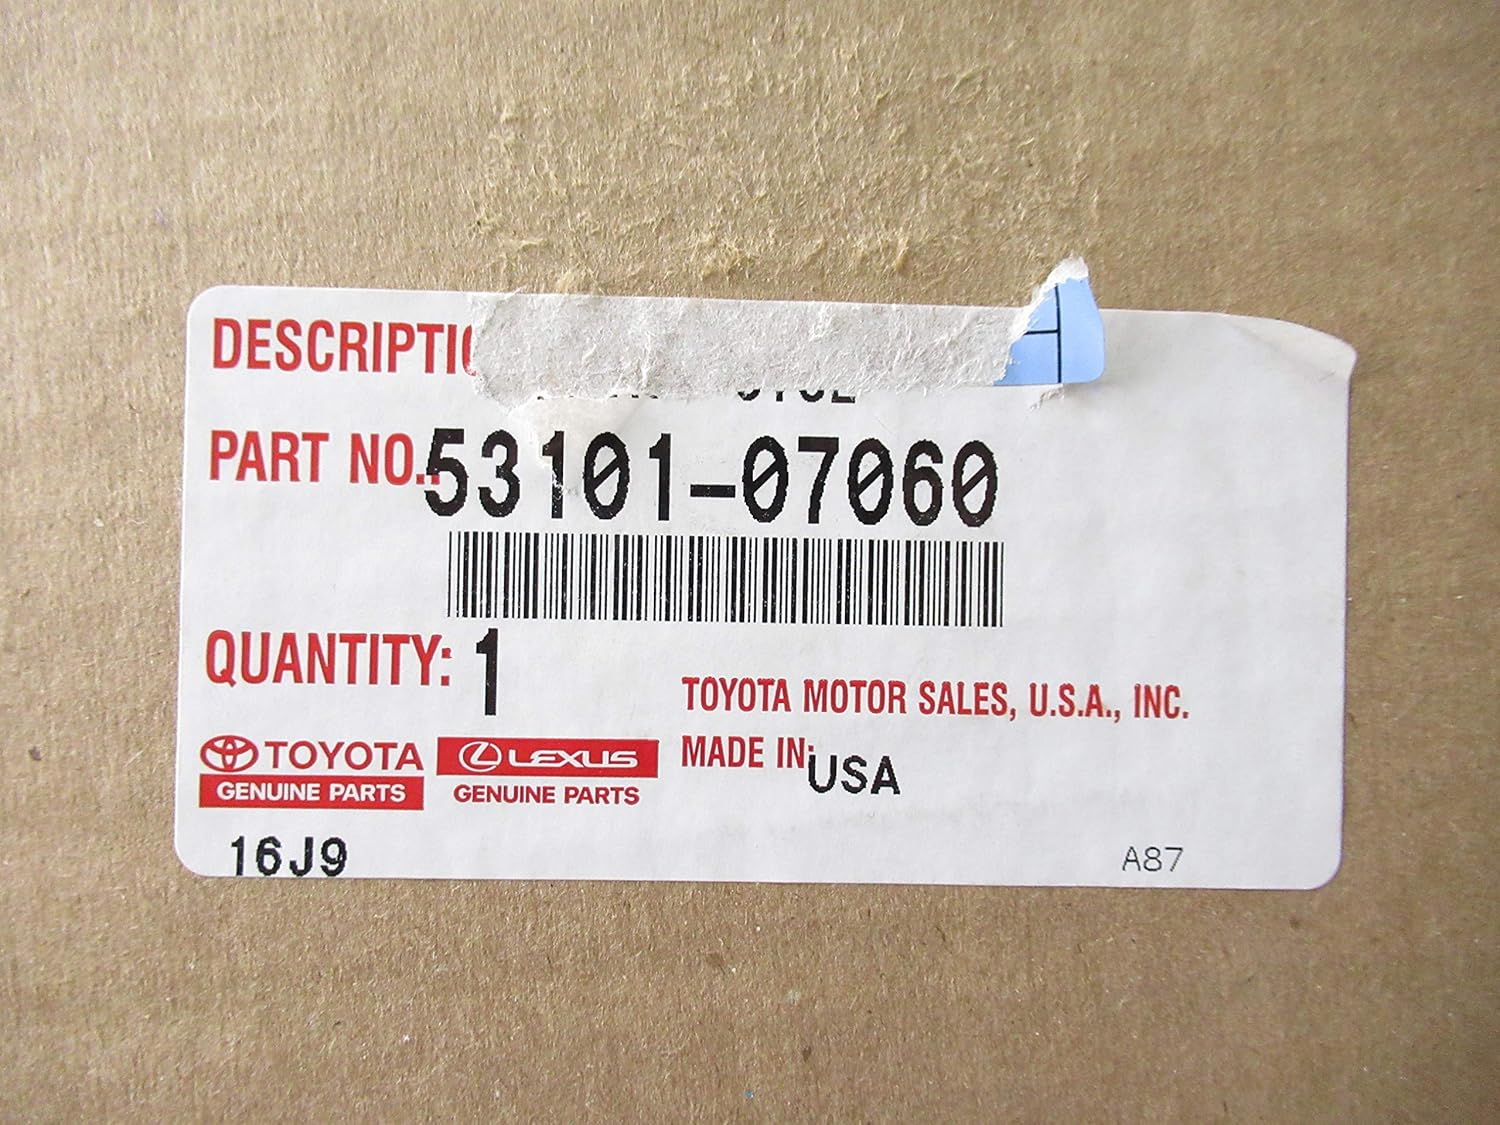 DESCRIPTIO
PART NO.: 53101-07060
QUANTITY: 1
TOYOTA MOTOR SALES, U.S.A., INC.
MADE IN: USA
TOYOTA
GENUINE PARTS
LEXUS
GENUINE PARTS
16J9
A87